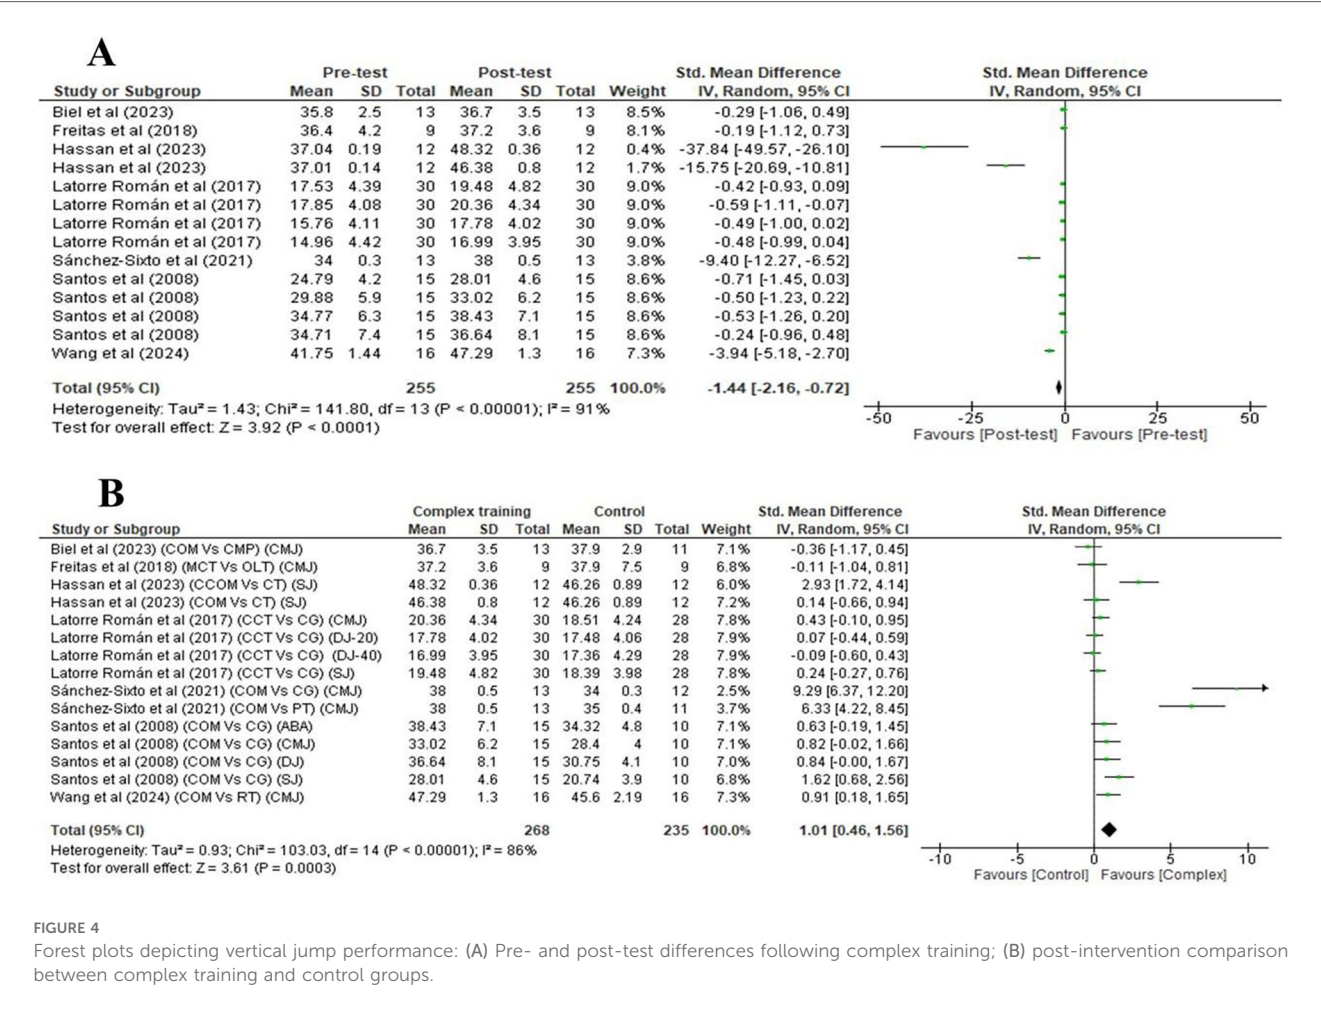 A
Pre-test Post-test Std. Mean Difference Std. Mean Difference
Study or Subgroup Mean SD Total Mean SD Total Weight IV, Random, 95% CI IV, Random, 95% CI
Biel et al (2023) 35.8 2.5 13 36.7 3.5 13 8.5% -0.29 [-1.06, 0.49]
Freitas et al (2018) 36.4 4.2 9 37.2 3.6 9 8.1% -0.19 [-1.12, 0.73]
Hassan et al (2023) 37.04 0.19 12 48.32 0.36 12 0.4% -37.84 [-49.57, -26.10]
Hassan et al (2023) 37.01 0.14 12 46.38 0.8 12 1.7% -15.75 [-20.69, -10.81]
Latorre Román et al (2017) 17.53 4.39 30 19.48 4.82 30 9.0% -0.42 [-0.93, 0.09]
Latorre Román et al (2017) 17.85 4.08 30 20.36 4.34 30 9.0% -0.59 [-1.11, -0.07]
Latorre Román et al (2017) 15.76 4.11 30 17.78 4.02 30 9.0% -0.49 [-1.00, 0.02]
Latorre Román et al (2017) 14.96 4.42 30 16.99 3.95 30 9.0% -0.48 [-0.99, 0.04]
Sánchez-Sixto et al (2021) 34 0.3 13 38 0.5 13 3.8% -9.40 [-12.27, -6.52]
Santos et al (2008) 24.79 4.2 15 28.01 4.6 15 8.6% -0.71 [-1.45, 0.03]
Santos et al (2008) 29.88 5.9 15 33.02 6.2 15 8.6% -0.50 [-1.23, 0.22]
Santos et al (2008) 34.77 6.3 15 38.43 7.1 15 8.6% -0.53 [-1.26, 0.20]
Santos et al (2008) 34.71 7.4 15 36.64 8.1 15 8.6% -0.24 [-0.96, 0.48]
Wang et al (2024) 41.75 1.44 16 47.29 1.3 16 7.3% -3.94 [-5.18, -2.70]
Total (95% CI) 255 255 100.0% -1.44 [-2.16, -0.72]
Heterogeneity: Tau² = 1.43; Chi² = 141.80, df = 13 (P < 0.00001); I² = 91%
Test for overall effect: Z = 3.92 (P < 0.0001)
-50 -25 0 25 50
Favours [Post-test] Favours [Pre-test]
B
Complex training Control Std. Mean Difference Std. Mean Difference
Study or Subgroup Mean SD Total Mean SD Total Weight IV, Random, 95% CI IV, Random, 95% CI
Biel et al (2023) (COM Vs CMP) (CMJ) 36.7 3.5 13 37.9 2.9 11 7.1% -0.36 [-1.17, 0.45]
Freitas et al (2018) (MCT Vs OLT) (CMJ) 37.2 3.6 9 37.9 7.5 9 6.8% -0.11 [-1.04, 0.81]
Hassan et al (2023) (CCOM Vs CT) (SJ) 48.32 0.36 12 46.26 0.89 12 6.0% 2.93 [1.72, 4.14]
Hassan et al (2023) (COM Vs CT) (SJ) 46.38 0.8 12 46.26 0.89 12 7.2% 0.14 [-0.66, 0.94]
Latorre Román et al (2017) (CCT Vs CG) (CMJ) 20.36 4.34 30 18.51 4.24 28 7.8% 0.43 [-0.10, 0.95]
Latorre Román et al (2017) (CCT Vs CG) (DJ-20) 17.78 4.02 30 17.48 4.06 28 7.9% 0.07 [-0.44, 0.59]
Latorre Román et al (2017) (CCT Vs CG) (DJ-40) 16.99 3.95 30 17.36 4.29 28 7.9% -0.09 [-0.60, 0.43]
Latorre Román et al (2017) (CCT Vs CG) (SJ) 19.48 4.82 30 18.39 3.98 28 7.8% 0.24 [-0.27, 0.76]
Sánchez-Sixto et al (2021) (COM Vs CG) (CMJ) 38 0.5 13 34 0.3 12 2.5% 9.29 [6.37, 12.20]
Sánchez-Sixto et al (2021) (COM Vs PT) (CMJ) 38 0.5 13 35 0.4 11 3.7% 6.33 [4.22, 8.45]
Santos et al (2008) (COM Vs CG) (ABA) 38.43 7.1 15 34.32 4.8 10 7.1% 0.63 [-0.19, 1.45]
Santos et al (2008) (COM Vs CG) (CMJ) 33.02 6.2 15 28.4 4 10 7.1% 0.82 [-0.02, 1.66]
Santos et al (2008) (COM Vs CG) (DJ) 36.64 8.1 15 30.75 4.1 10 7.0% 0.84 [-0.00, 1.67]
Santos et al (2008) (COM Vs CG) (SJ) 28.01 4.6 15 20.74 3.9 10 6.8% 1.62 [0.68, 2.56]
Wang et al (2024) (COM Vs RT) (CMJ) 47.29 1.3 16 45.6 2.19 16 7.3% 0.91 [0.18, 1.65]
Total (95% CI) 268 235 100.0% 1.01 [0.46, 1.56]
Heterogeneity: Tau² = 0.93; Chi² = 103.03, df = 14 (P < 0.00001); I² = 86%
Test for overall effect: Z = 3.61 (P = 0.0003)
-10 -5 0 5 10
Favours [Control] Favours [Complex]
FIGURE 4
Forest plots depicting vertical jump performance: (A) Pre- and post-test differences following complex training; (B) post-intervention comparison
between complex training and control groups.